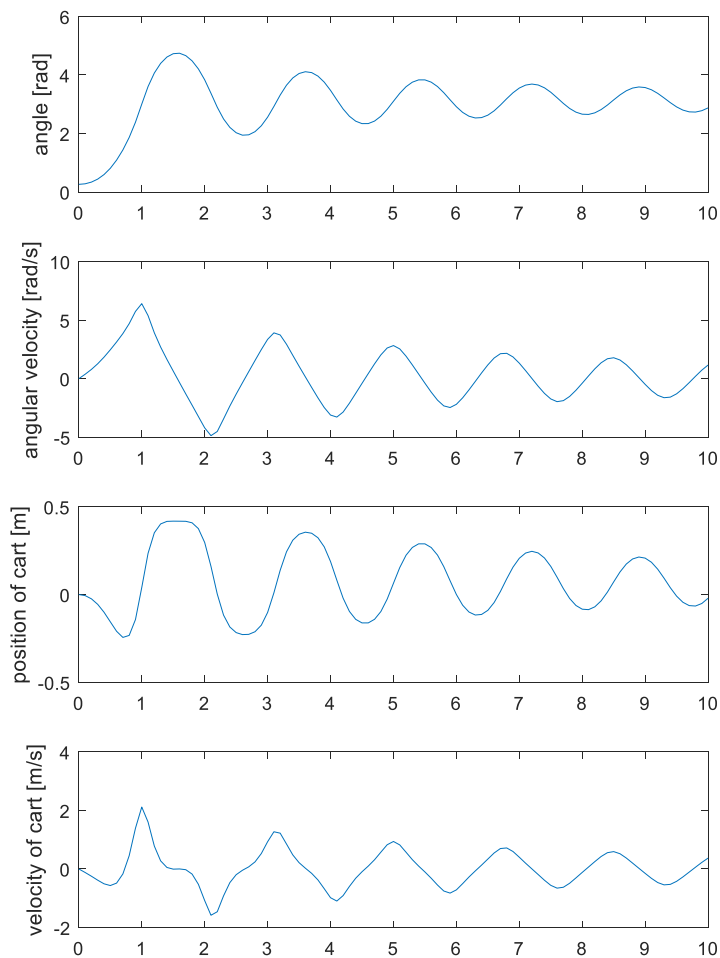 angle [rad]
6
4
2
0
0 1 2 3 4 5 6 7 8 9 10
angular velocity [rad/s]
10
5
0
-5
0 1 2 3 4 5 6 7 8 9 10
position of cart [m]
0.5
0
-0.5
0 1 2 3 4 5 6 7 8 9 10
velocity of cart [m/s]
4
2
0
-2
0 1 2 3 4 5 6 7 8 9 10